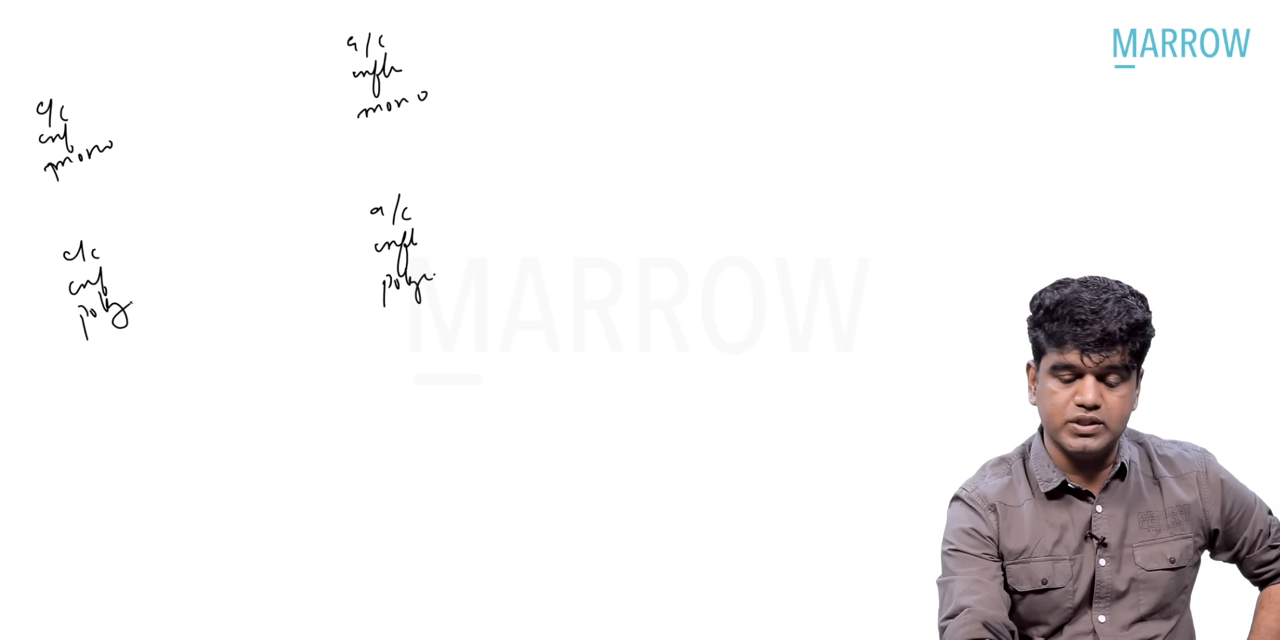 MARROW
a/c
infl
mono
c/c
inf
mono
a/c
infl
poly
c/c
inf
poly
MARROW